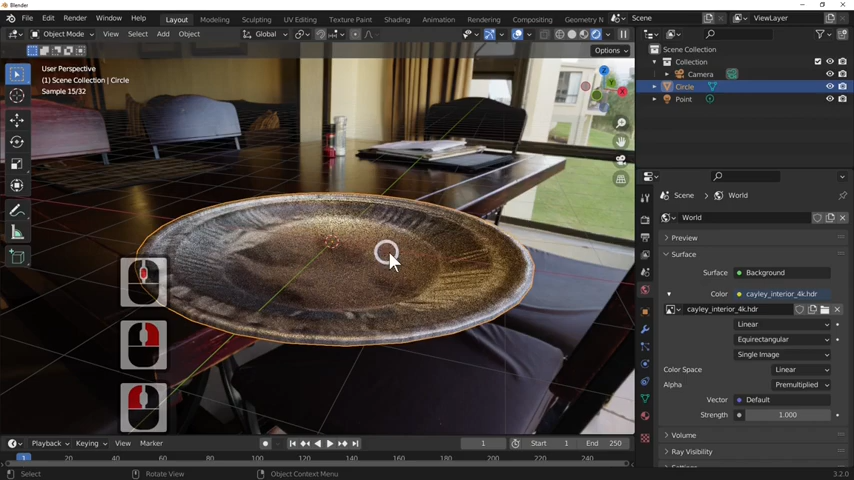 Blender
File Edit Render Window Help Layout Modeling Sculpting UV Editing Texture Paint Shading Animation Rendering Compositing Geometry N Scene ViewLayer
Object Mode View Select Add Object Global
Options
User Perspective
(1) Scene Collection | Circle
Sample 15/32
Z
Y
X
Scene Collection
Collection
Camera
Circle
Point
Scene World
World
Preview
Surface
Surface Background
Color cayley_interior_4k.hdr
cayley_interior_4k.hdr
Linear
Equirectangular
Single Image
Color Space Linear
Alpha Premultiplied
Vector Default
Strength 1.000
Volume
Ray Visibility
Settings
Playback Keying View Marker 1 Start 1 End 250
1 20 40 60 80 100 120 140 160 180 200 220 240
Select Rotate View Object Context Menu 3.2.0